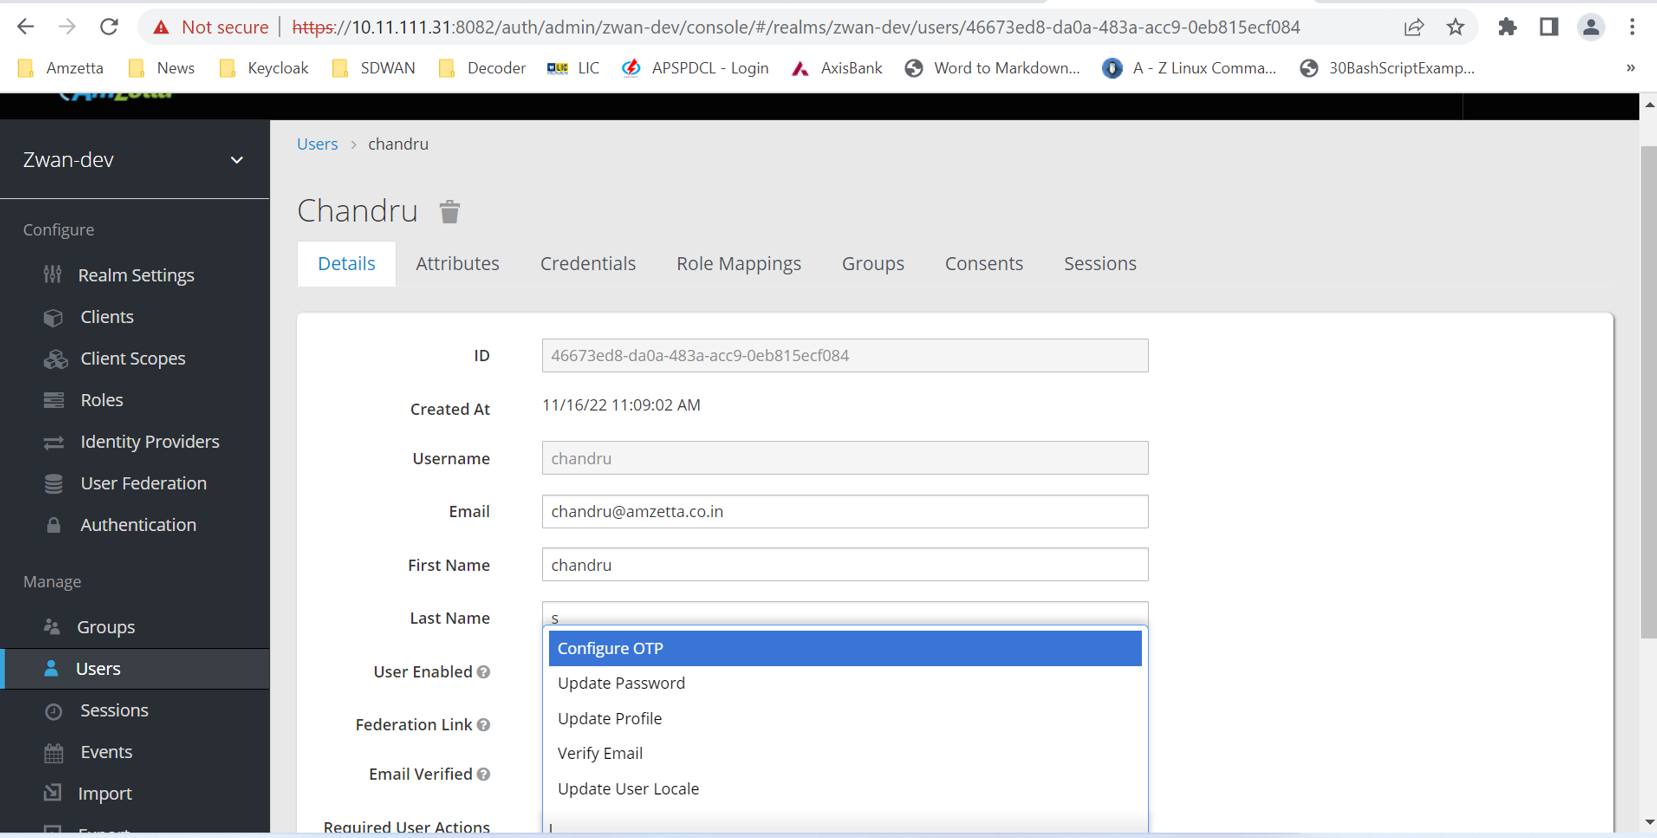 Not secure | https://10.11.111.31:8082/auth/admin/zwan-dev/console/#/realms/zwan-dev/users/46673ed8-da0a-483a-acc9-0eb815ecf084
Amzetta News Keycloak SDWAN Decoder LIC APSPDCL - Login AxisBank Word to Markdown... A - Z Linux Comma... 30BashScriptExamp... »
Zwan-dev
Configure
Realm Settings
Clients
Client Scopes
Roles
Identity Providers
User Federation
Authentication
Manage
Groups
Users
Sessions
Events
Import
Export
Users > chandru
Chandru
Details Attributes Credentials Role Mappings Groups Consents Sessions
ID 46673ed8-da0a-483a-acc9-0eb815ecf084
Created At 11/16/22 11:09:02 AM
Username chandru
Email chandru@amzetta.co.in
First Name chandru
Last Name s
Configure OTP
User Enabled
Update Password
Update Profile
Federation Link
Verify Email
Email Verified
Update User Locale
Required User Actions